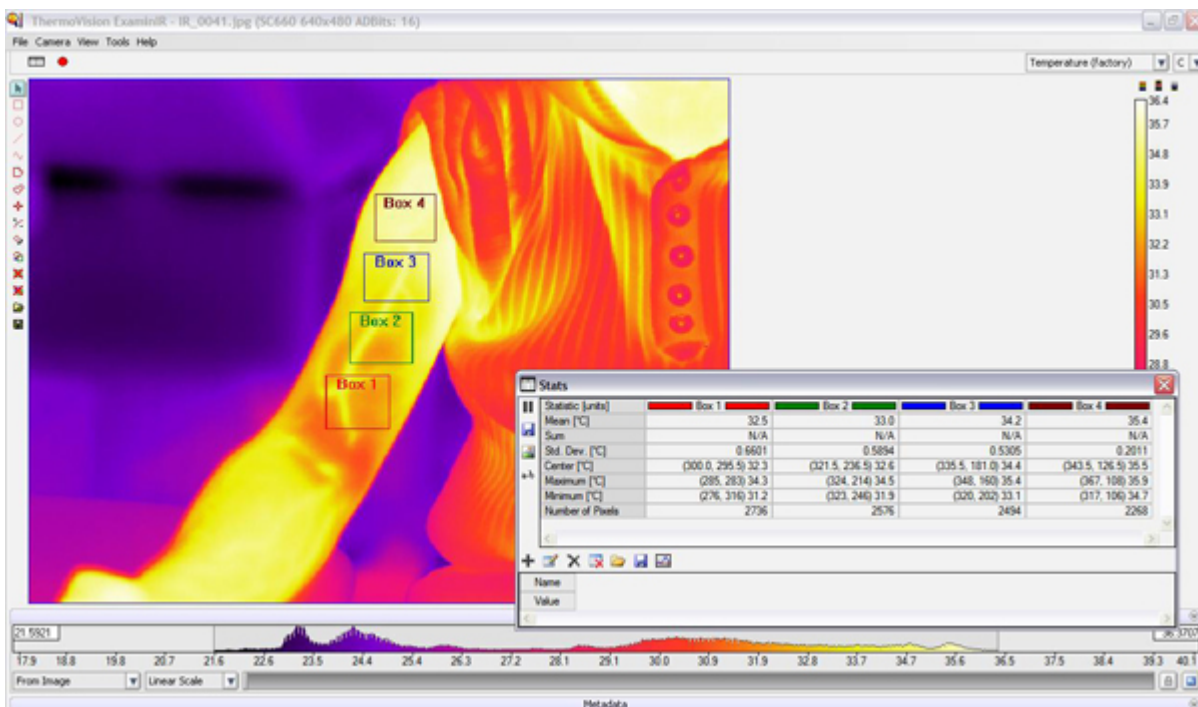 ThermoVision ExaminIR - IR_0041.jpg (SC660 640x480 ADBits: 16)
File Camera View Tools Help
Temperature (factory) C
36.4
35.7
34.8
33.9
33.1
32.2
31.3
30.5
29.6
28.8
Box 4
Box 3
Box 2
Box 1
Stats
Statistic [units] Box 1 Box 2 Box 3 Box 4
Mean [°C] 32.5 33.0 34.2 35.4
Sum N/A N/A N/A N/A
Std. Dev. [°C] 0.6601 0.5894 0.5305 0.2011
Center [°C] (300.0, 295.5) 32.3 (321.5, 236.5) 32.6 (335.5, 181.0) 34.4 (343.5, 126.5) 35.5
Maximum [°C] (285, 283) 34.3 (324, 214) 34.5 (348, 160) 35.4 (367, 108) 35.9
Minimum [°C] (276, 316) 31.2 (323, 246) 31.9 (320, 202) 33.1 (317, 106) 34.7
Number of Pixels 2736 2576 2494 2268
Name
Value
21.5921 36.3707
17.9 18.8 19.8 20.7 21.6 22.6 23.5 24.4 25.4 26.3 27.2 28.1 29.1 30.0 30.9 31.9 32.8 33.7 34.7 35.6 36.5 37.5 38.4 39.3 40.1
From Image Linear Scale
Metadata